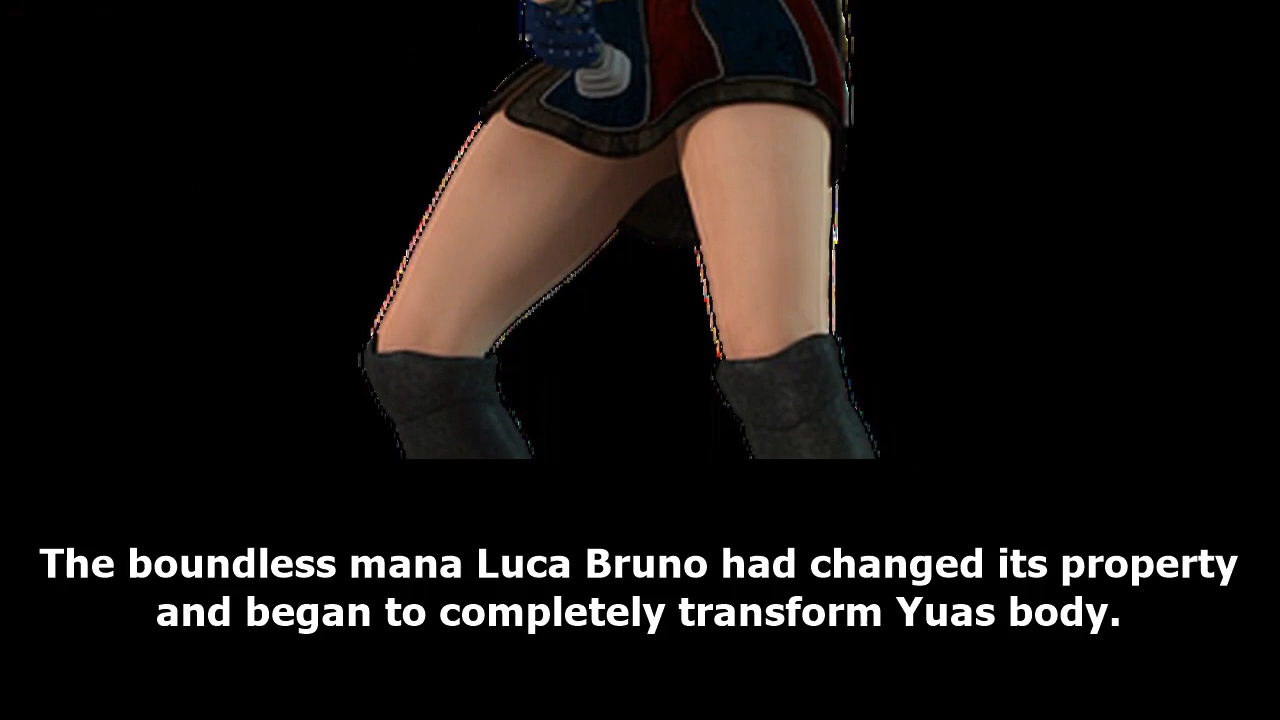 The boundless mana Luca Bruno had changed its property
and began to completely transform Yuas body.